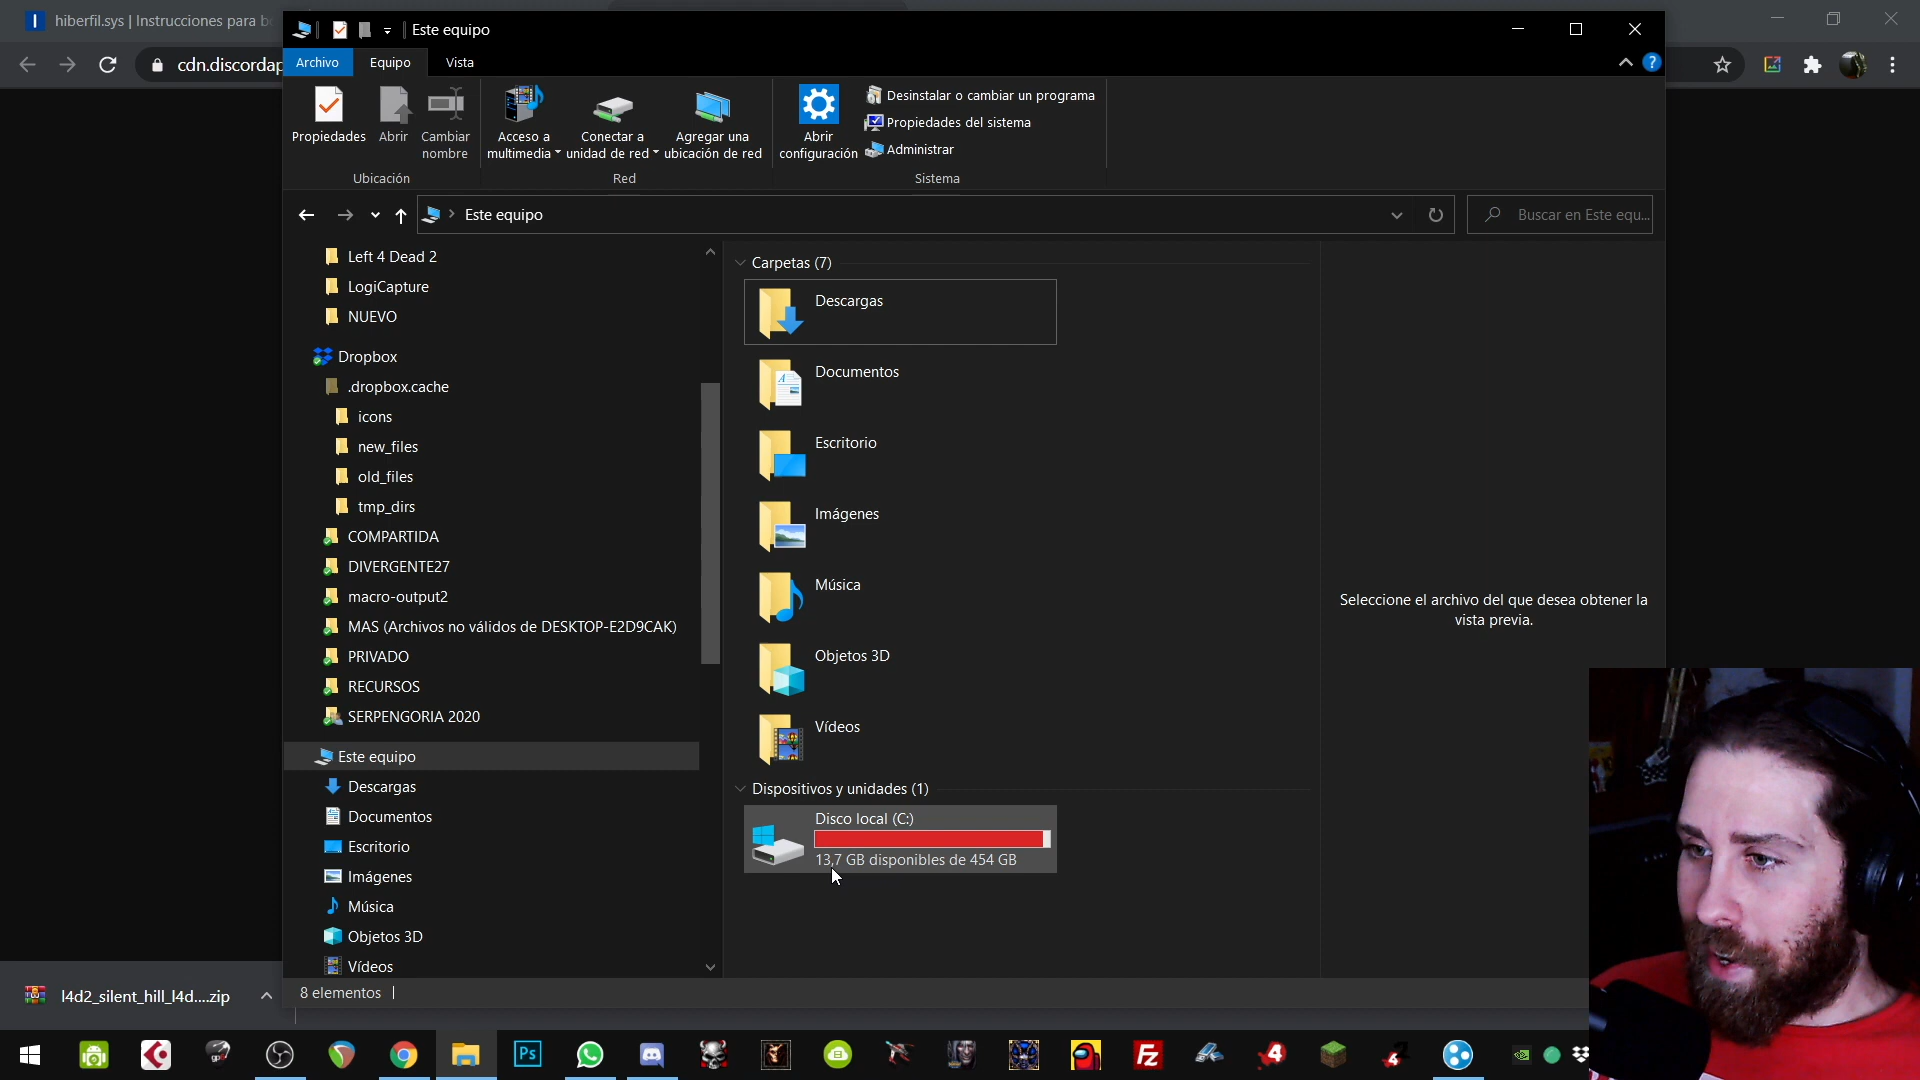 hiberfil.sys | Instrucciones para b
cdn.discordap
Este equipo
Archivo
Equipo
Vista
Propiedades
Abrir
Cambiar
nombre
Ubicación
Acceso a
multimedia
Conectar a
unidad de red
Agregar una
ubicación de red
Red
Abrir
configuración
Desinstalar o cambiar un programa
Propiedades del sistema
Administrar
Sistema
Este equipo
Buscar en Este equ...
Left 4 Dead 2
LogiCapture
NUEVO
Dropbox
.dropbox.cache
icons
new_files
old_files
tmp_dirs
COMPARTIDA
DIVERGENTE27
macro-output2
MAS (Archivos no válidos de DESKTOP-E2D9CAK)
PRIVADO
RECURSOS
SERPENGORIA 2020
Este equipo
Descargas
Documentos
Escritorio
Imágenes
Música
Objetos 3D
Vídeos
Carpetas (7)
Descargas
Documentos
Escritorio
Imágenes
Música
Objetos 3D
Vídeos
Dispositivos y unidades (1)
Disco local (C:)
13,7 GB disponibles de 454 GB
Seleccione el archivo del que desea obtener la
vista previa.
8 elementos
l4d2_silent_hill_l4d....zip
Ps
Fz